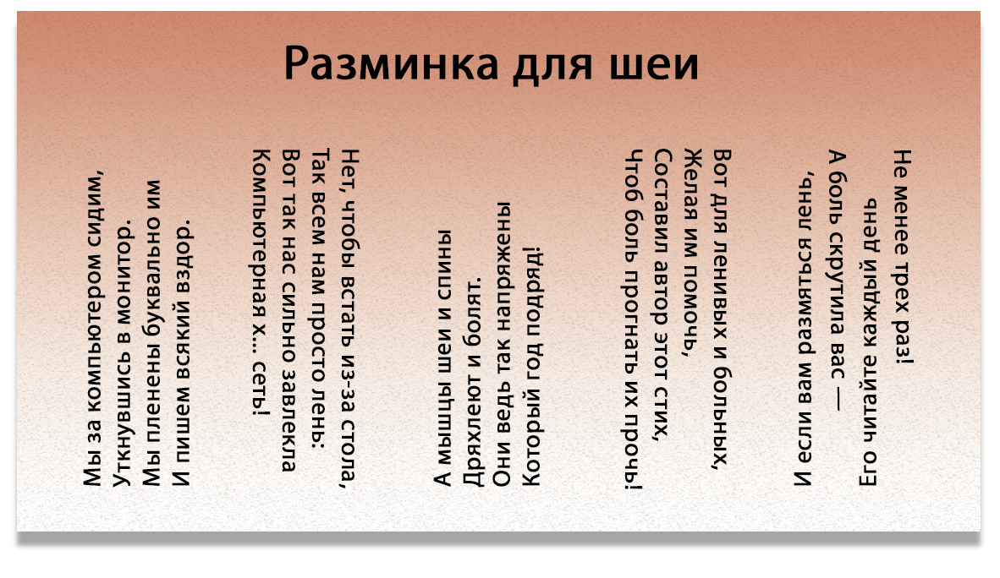 Разминка для шеи
Мы за компьютером сидим,
Уткнувшись в монитор.
Мы пленены буквально им
И пишем всякий вздор.
Нет, чтобы встать из-за стола,
Так всем нам просто лень:
Вот так нас сильно завлекла
Компьютерная х... сеть!
А мышцы шеи и спины
Дряхлеют и болят.
Они ведь так напряжены
Который год подряд!
Вот для ленивых и больных,
Желая им помочь,
Составил автор этот стих,
Чтоб боль прогнать их прочь!
И если вам размяться лень,
А боль скрутила вас —
Его читайте каждый день
Не менее трех раз!